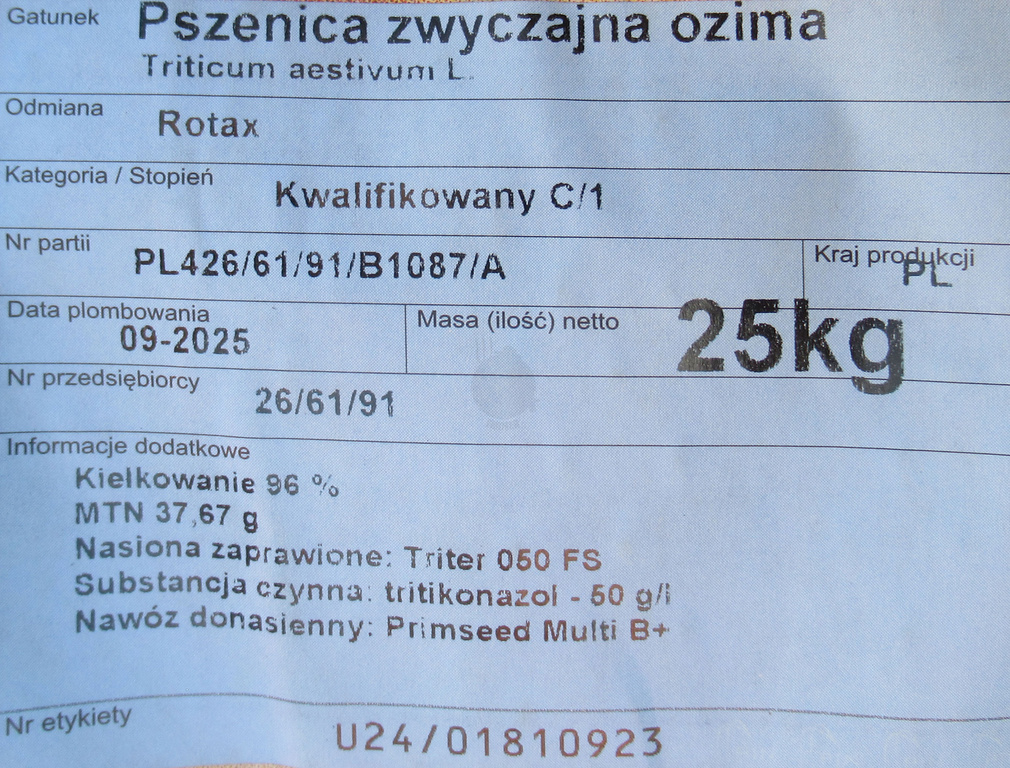 Gatunek Pszenica zwyczajna ozima
Triticum aestivum L.
Odmiana Rotax
Kategoria / Stopień Kwalifikowany C/1
Nr partii PL426/61/91/B1087/A Kraj produkcji PL
Data plombowania 09-2025 Masa (ilość) netto 25kg
Nr przedsiębiorcy 26/61/91
Informacje dodatkowe
Kiełkowanie 96 %
MTN 37,67 g
Nasiona zaprawione: Triter 050 FS
Substancja czynna: tritikonazol - 50 g/l
Nawóz donasienny: Primseed Multi B+
Nr etykiety U24/01810923